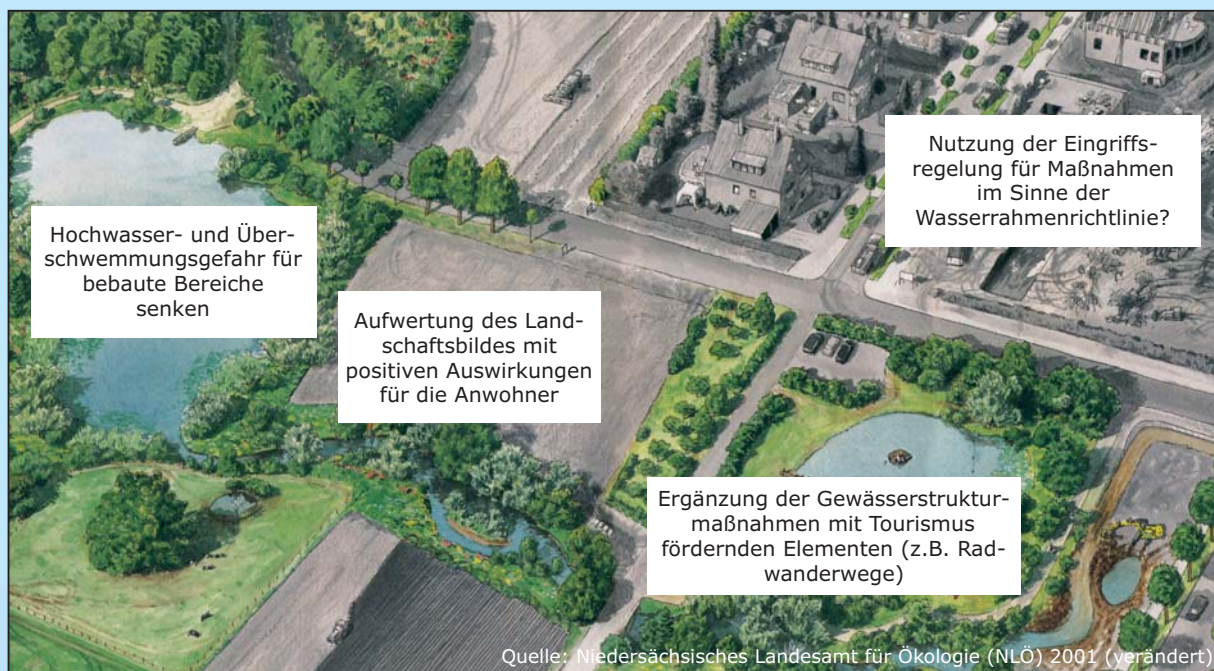 Nutzung der Eingriffs-
regelung für Maßnahmen
im Sinne der
Wasserrahmenrichtlinie?
Hochwasser- und Über-
schwemmungsgefahr für
bebaute Bereiche
senken
Aufwertung des Land-
schaftsbildes mit
positiven Auswirkungen
für die Anwohner
Ergänzung der Gewässerstruktur-
maßnahmen mit Tourismus
fördernden Elementen (z.B. Rad-
wanderwege)
Quelle: Niedersächsisches Landesamt für Ökologie (NLÖ) 2001 (verändert)